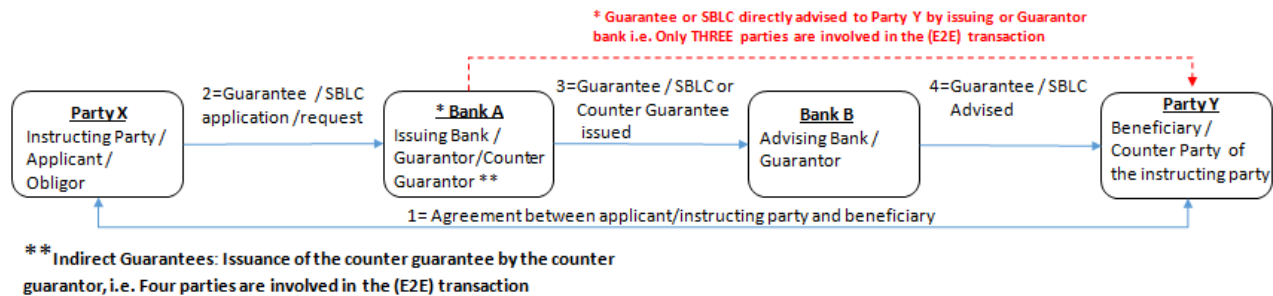 * Guarantee or SBLC directly advised to Party Y by issuing or Guarantor
bank i.e. Only THREE parties are involved in the (E2E) transaction
Party X
Instructing Party /
Applicant /
Obligor
2=Guarantee / SBLC
application /request
* Bank A
Issuing Bank /
Guarantor/Counter
Guarantor **
3=Guarantee / SBLC or
Counter Guarantee
issued
Bank B
Advising Bank /
Guarantor
4=Guarantee / SBLC
Advised
Party Y
Beneficiary /
Counter Party of
the instructing party
1= Agreement between applicant/instructing party and beneficiary
**Indirect Guarantees: Issuance of the counter guarantee by the counter
guarantor, i.e. Four parties are involved in the (E2E) transaction